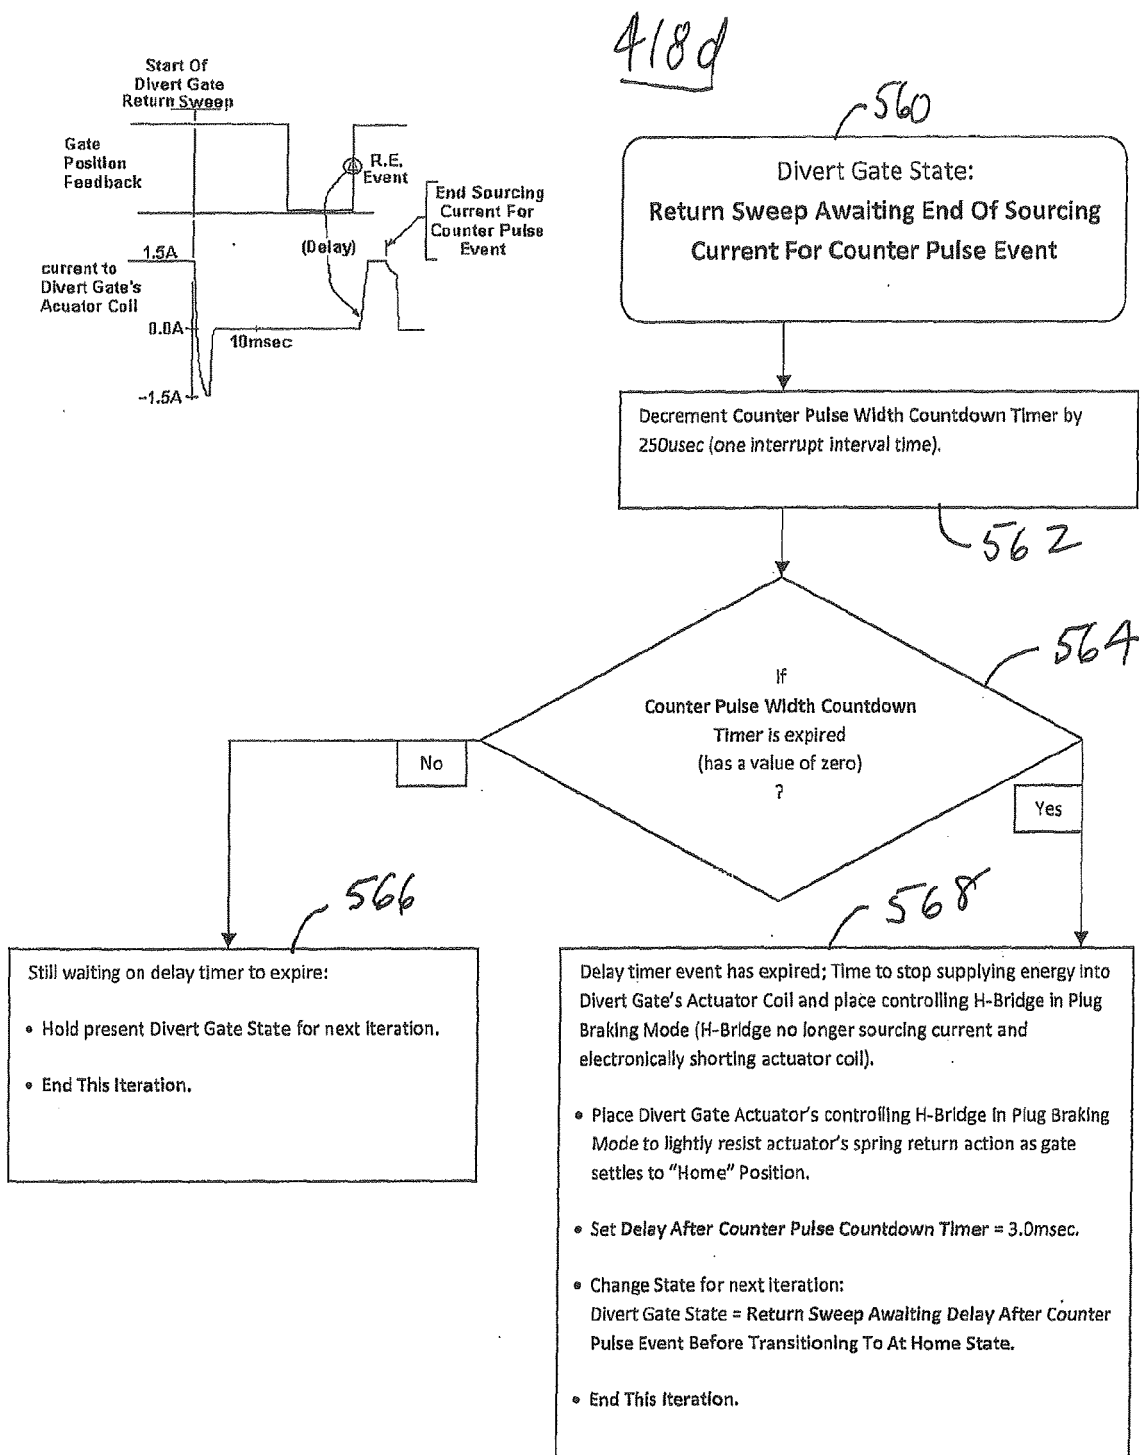 418d
Start Of
Divert Gate
Return Sweep
Gate
Position
Feedback
R.E.
Event
End Sourcing
Current For
Counter Pulse
Event
(Delay)
1.5A
current to
Divert Gate's
Acuator Coil
0.0A
10msec
-1.5A
560
Divert Gate State:
Return Sweep Awaiting End Of Sourcing
Current For Counter Pulse Event
Decrement Counter Pulse Width Countdown Timer by
250usec (one interrupt interval time).
562
564
If
Counter Pulse Width Countdown
Timer is expired
(has a value of zero)
?
No
Yes
566
Still waiting on delay timer to expire:
• Hold present Divert Gate State for next iteration.
• End This Iteration.
568
Delay timer event has expired; Time to stop supplying energy into
Divert Gate's Actuator Coil and place controlling H-Bridge in Plug
Braking Mode (H-Bridge no longer sourcing current and
electronically shorting actuator coil).
• Place Divert Gate Actuator's controlling H-Bridge in Plug Braking
Mode to lightly resist actuator's spring return action as gate
settles to "Home" Position.
• Set Delay After Counter Pulse Countdown Timer = 3.0msec.
• Change State for next iteration:
Divert Gate State = Return Sweep Awaiting Delay After Counter
Pulse Event Before Transitioning To At Home State.
• End This Iteration.